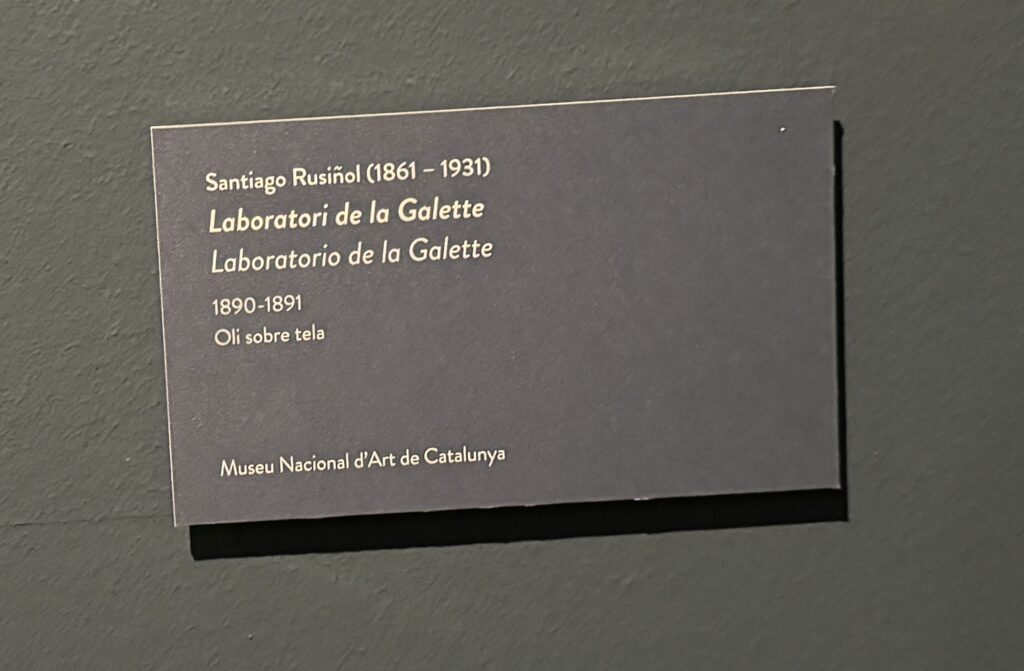 Santiago Rusiñol (1861 – 1931)
Laboratori de la Galette
Laboratorio de la Galette
1890-1891
Oli sobre tela
Museu Nacional d'Art de Catalunya